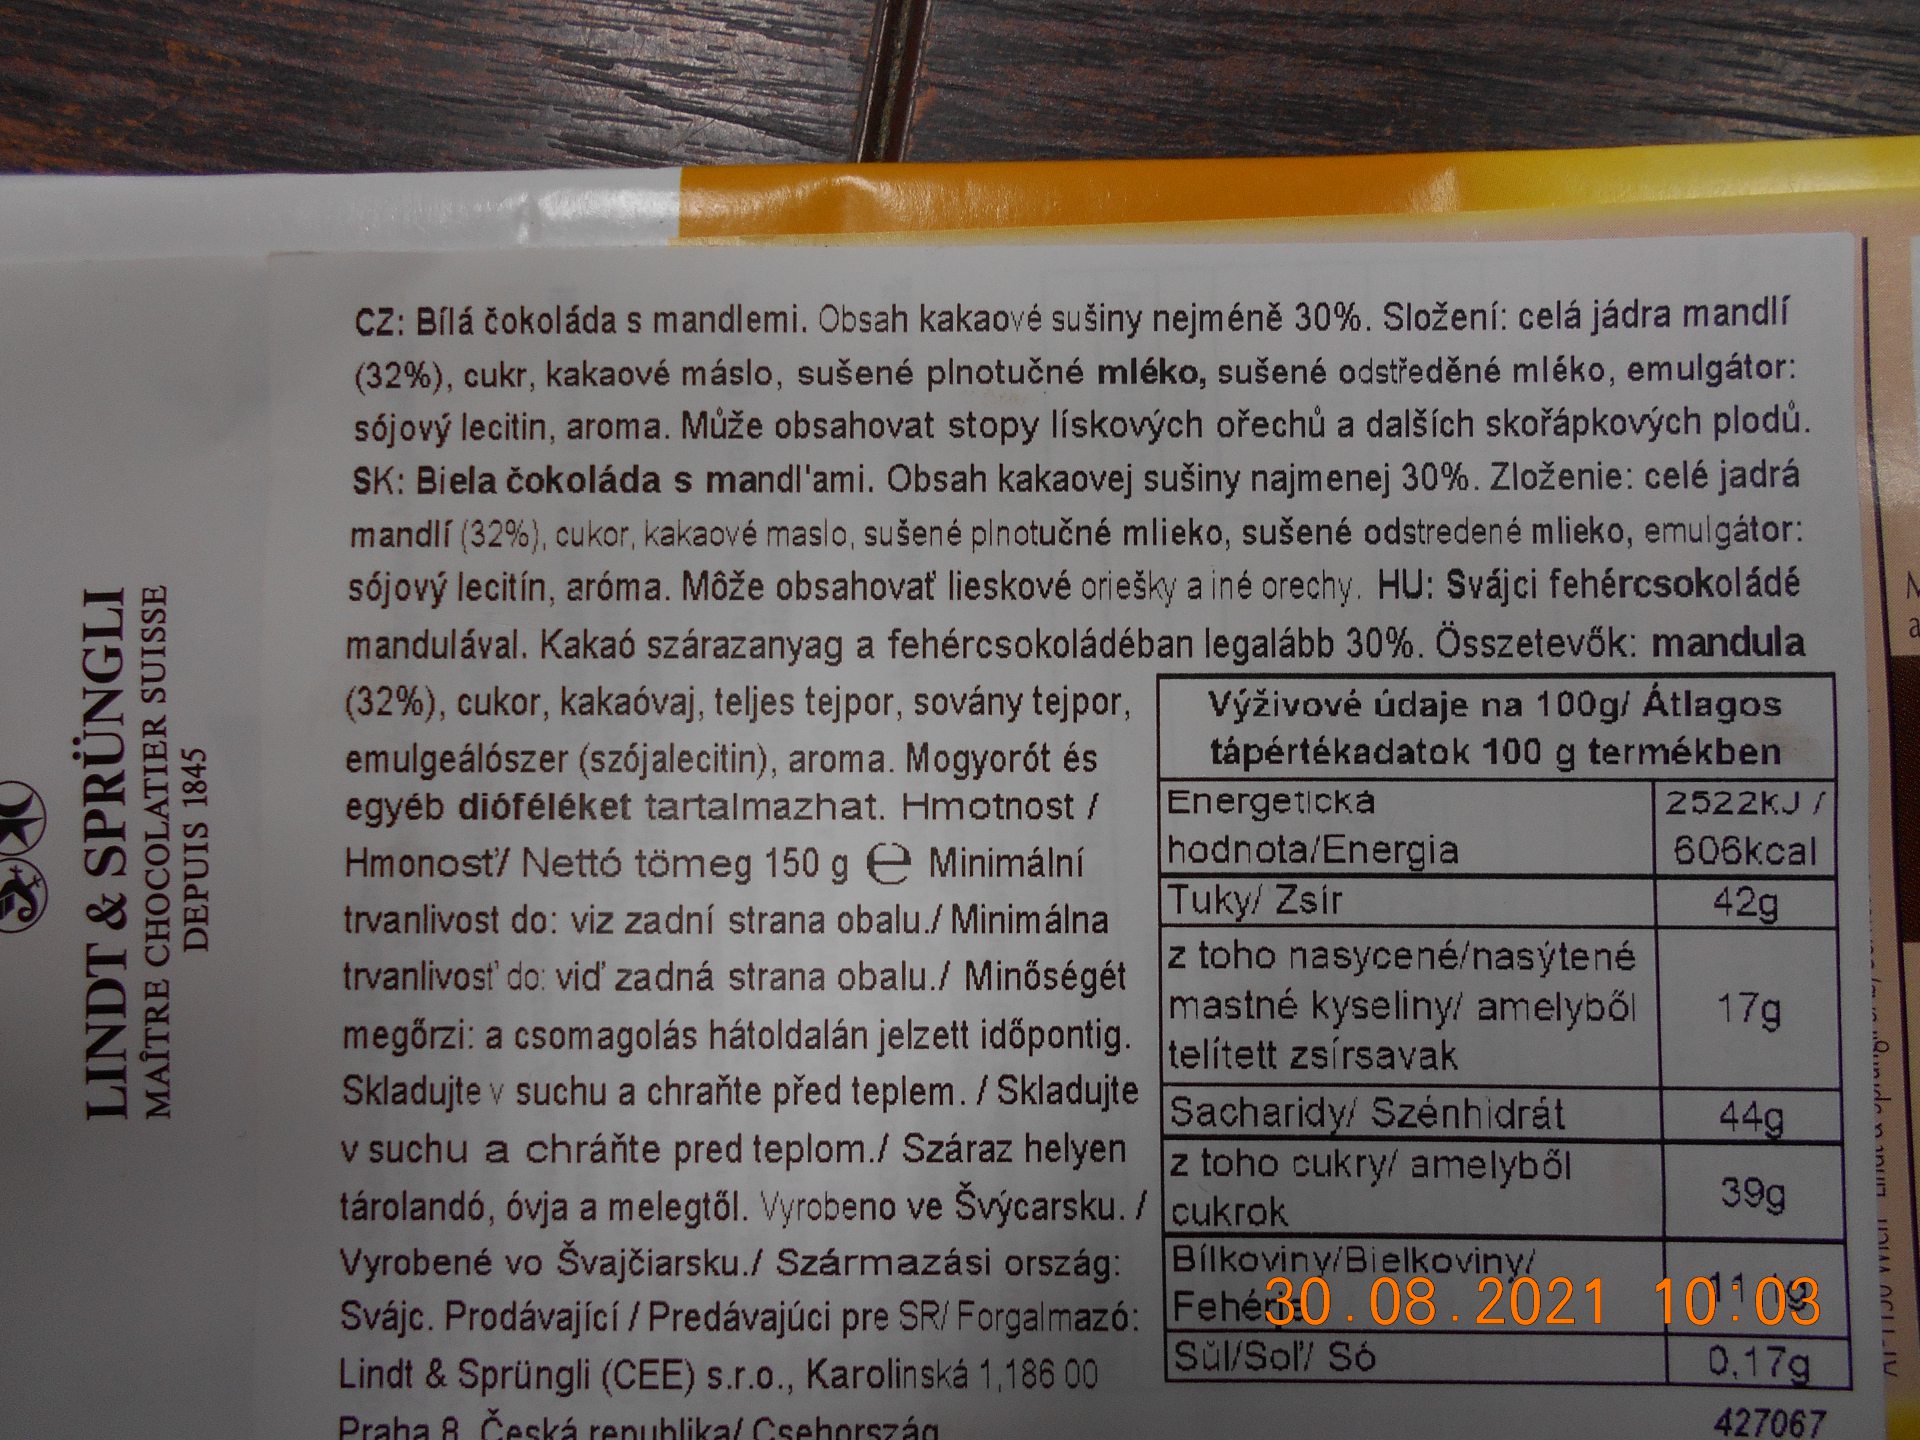 LINDT & SPRÜNGLI
MAÎTRE CHOCOLATIER SUISSE
DEPUIS 1845
CZ: Bílá čokoláda s mandlemi. Obsah kakaové sušiny nejméně 30%. Složení: celá jádra mandlí
(32%), cukr, kakaové máslo, sušené plnotučné mléko, sušené odstředěné mléko, emulgátor:
sójový lecitin, aroma. Může obsahovat stopy lískových ořechů a dalších skořápkových plodů.
SK: Biela čokoláda s mandl'ami. Obsah kakaovej sušiny najmenej 30%. Zloženie: celé jadrá
mandlí (32%), cukor, kakaové maslo, sušené plnotučné mlieko, sušené odstredené mlieko, emulgátor:
sójový lecitín, aróma. Môže obsahovať lieskové oriešky a iné orechy. HU: Svájci fehércsokoládé
mandulával. Kakaó szárazanyag a fehércsokoládéban legalább 30%. Összetevők: mandula
(32%), cukor, kakaóvaj, teljes tejpor, sovány tejpor,
emulgeálószer (szójalecitin), aroma. Mogyorót és
egyéb dióféléket tartalmazhat. Hmotnost /
Hmonosť/ Nettó tömeg 150 g ℮ Minimální
trvanlivost do: viz zadní strana obalu./ Minimálna
trvanlivosť do: viď zadná strana obalu./ Minőségét
megőrzi: a csomagolás hátoldalán jelzett időpontig.
Skladujte v suchu a chraňte před teplem. / Skladujte
v suchu a chráňte pred teplom./ Száraz helyen
tárolandó, óvja a melegtől. Vyrobeno ve Švýcarsku. /
Vyrobené vo Švajčiarsku./ Származási ország:
Svájc. Prodávající / Predávajúci pre SR/ Forgalmazó:
Lindt & Sprüngli (CEE) s.r.o., Karolinská 1,186 00
Praha 8, Česká republika/ Csehország
Výživové údaje na 100g/ Átlagos
tápértékadatok 100 g termékben
Energetická 2522KJ /
hodnota/Energia 606kcal
Tuky/ Zsír 42g
z toho nasycené/nasýtené
mastné kyseliny/ amelyből 17g
telített zsírsavak
Sacharidy/ Szénhidrát 44g
z toho cukry/ amelyből 39g
cukrok
Bílkoviny/Bielkoviny/
Fehérje
Sůl/Soľ/ Só 0,17g
427067
30.08.2021 10:03